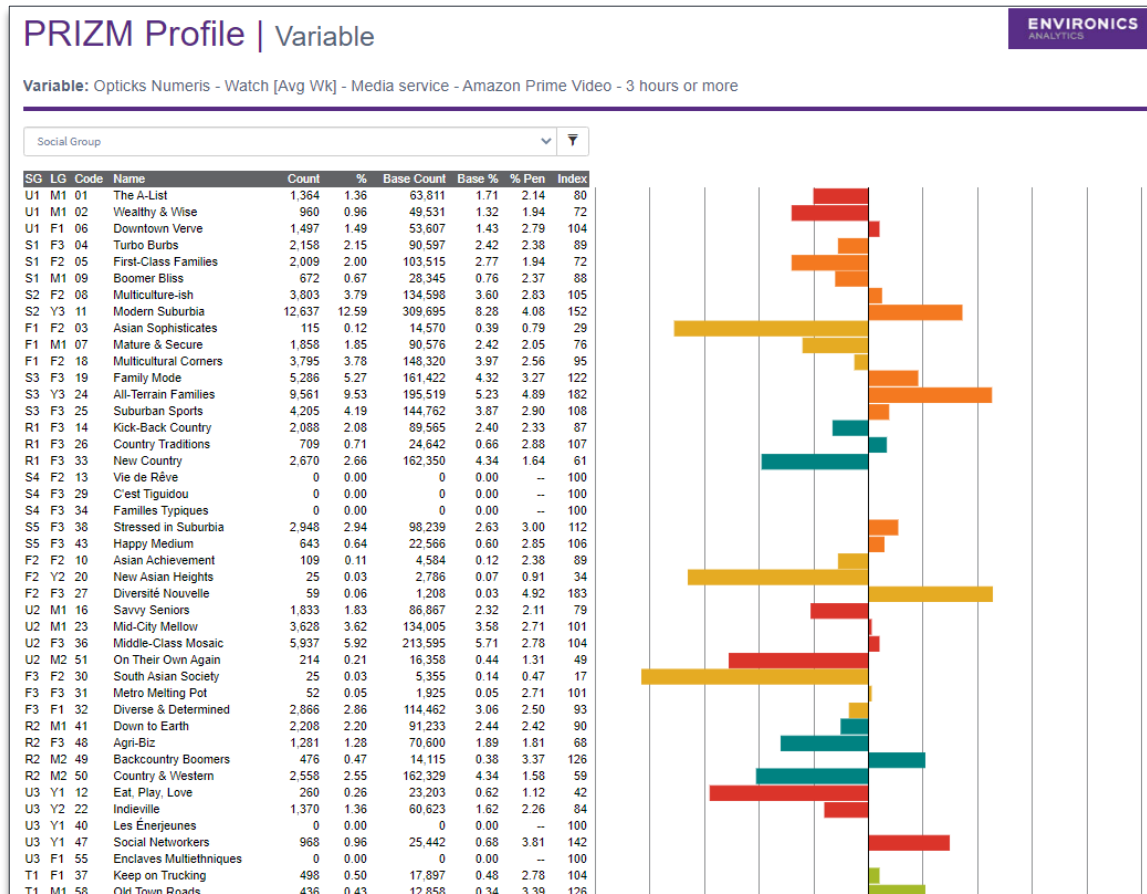 PRIZM Profile | Variable
ENVIRONICS
ANALYTICS
Variable: Opticks Numeris - Watch [Avg Wk] - Media service - Amazon Prime Video - 3 hours or more
Social Group
SG LG Code Name Count % Base Count Base % % Pen Index
U1 M1 01 The A-List 1,364 1.36 63,811 1.71 2.14 80
U1 M1 02 Wealthy & Wise 960 0.96 49,531 1.32 1.94 72
U1 F1 06 Downtown Verve 1,497 1.49 53,607 1.43 2.79 104
S1 F3 04 Turbo Burbs 2,158 2.15 90,597 2.42 2.38 89
S1 F2 05 First-Class Families 2,009 2.00 103,515 2.77 1.94 72
S1 M1 09 Boomer Bliss 672 0.67 28,345 0.76 2.37 88
S2 F2 08 Multiculture-ish 3,803 3.79 134,598 3.60 2.83 105
S2 Y3 11 Modern Suburbia 12,637 12.59 309,695 8.28 4.08 152
F1 F2 03 Asian Sophisticates 115 0.12 14,570 0.39 0.79 29
F1 M1 07 Mature & Secure 1,858 1.85 90,576 2.42 2.05 76
F1 F2 18 Multicultural Corners 3,795 3.78 148,320 3.97 2.56 95
S3 F3 19 Family Mode 5,286 5.27 161,422 4.32 3.27 122
S3 Y3 24 All-Terrain Families 9,561 9.53 195,519 5.23 4.89 182
S3 F3 25 Suburban Sports 4,205 4.19 144,762 3.87 2.90 108
R1 F3 14 Kick-Back Country 2,088 2.08 89,565 2.40 2.33 87
R1 F3 26 Country Traditions 709 0.71 24,642 0.66 2.88 107
R1 F3 33 New Country 2,670 2.66 162,350 4.34 1.64 61
S4 F2 13 Vie de Rêve 0 0.00 0 0.00 -- 100
S4 F3 29 C'est Tiguidou 0 0.00 0 0.00 -- 100
S4 F3 34 Familles Typiques 0 0.00 0 0.00 -- 100
S5 F3 38 Stressed in Suburbia 2,948 2.94 98,239 2.63 3.00 112
S5 F3 43 Happy Medium 643 0.64 22,566 0.60 2.85 106
F2 F2 10 Asian Achievement 109 0.11 4,584 0.12 2.38 89
F2 Y2 20 New Asian Heights 25 0.03 2,786 0.07 0.91 34
F2 F3 27 Diversité Nouvelle 59 0.06 1,208 0.03 4.92 183
U2 M1 16 Savvy Seniors 1,833 1.83 86,867 2.32 2.11 79
U2 M1 23 Mid-City Mellow 3,628 3.62 134,005 3.58 2.71 101
U2 F3 36 Middle-Class Mosaic 5,937 5.92 213,595 5.71 2.78 104
U2 M2 51 On Their Own Again 214 0.21 16,358 0.44 1.31 49
F3 F2 30 South Asian Society 25 0.03 5,355 0.14 0.47 17
F3 F3 31 Metro Melting Pot 52 0.05 1,925 0.05 2.71 101
F3 F1 32 Diverse & Determined 2,866 2.86 114,462 3.06 2.50 93
R2 M1 41 Down to Earth 2,208 2.20 91,233 2.44 2.42 90
R2 F3 48 Agri-Biz 1,281 1.28 70,600 1.89 1.81 68
R2 M2 49 Backcountry Boomers 476 0.47 14,115 0.38 3.37 126
R2 M2 50 Country & Western 2,558 2.55 162,329 4.34 1.58 59
U3 Y1 12 Eat, Play, Love 260 0.26 23,203 0.62 1.12 42
U3 Y2 22 Indieville 1,370 1.36 60,623 1.62 2.26 84
U3 Y1 40 Les Énerjeunes 0 0.00 0 0.00 -- 100
U3 Y1 47 Social Networkers 968 0.96 25,442 0.68 3.81 142
U3 F1 55 Enclaves Multiethniques 0 0.00 0 0.00 -- 100
T1 F1 37 Keep on Trucking 498 0.50 17,897 0.48 2.78 104
T1 M1 58 Old Town Roads 436 0.43 12,858 0.34 3.39 126